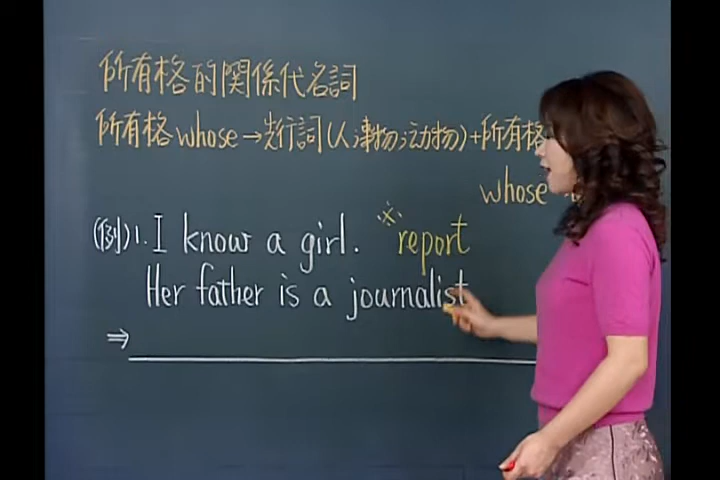 所有格的関係代名詞
所有格 whose → 先行詞(人、事物、动物)+所有格
whose
(例)1. I know a girl. ※ report
Her father is a journalist
⇒